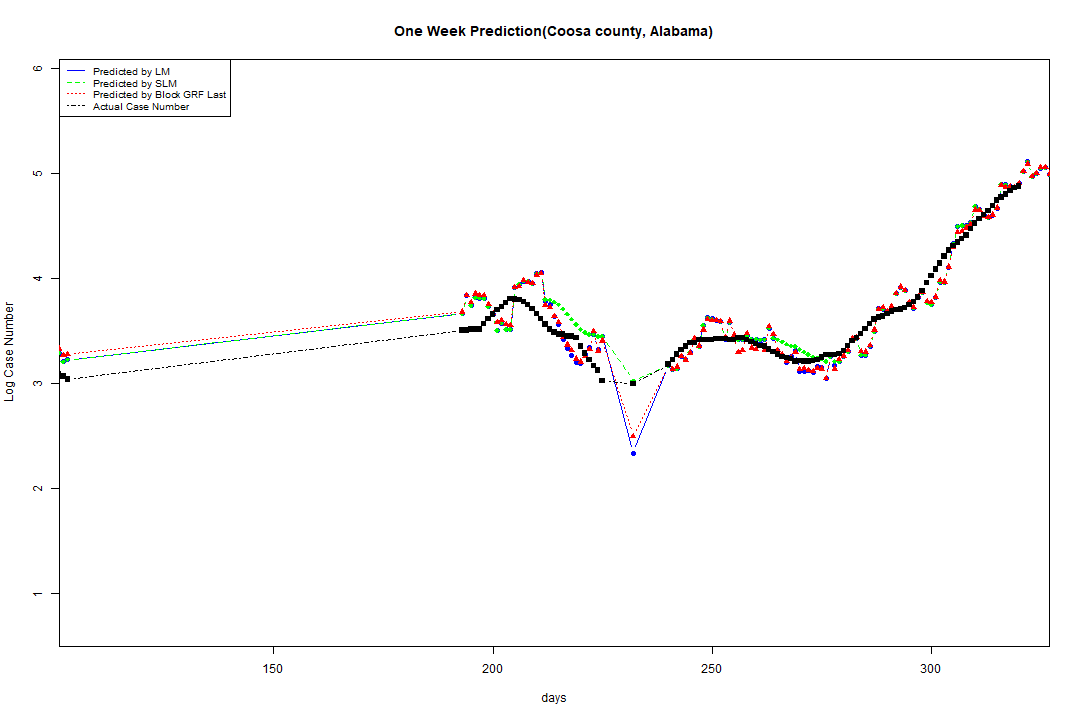 One Week Prediction(Coosa county, Alabama)
Predicted by LM
Predicted by SLM
Predicted by Block GRF Last
Actual Case Number
6
5
4
3
2
1
Log Case Number
150 200 250 300
days